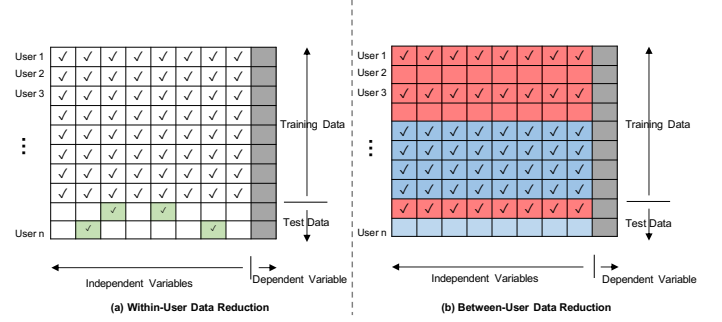 User 1
User 2
User 3
...
User n
Training Data
Test Data
Independent Variables
Dependent Variable
(a) Within-User Data Reduction
User 1
User 2
User 3
...
User n
Training Data
Test Data
Independent Variables
Dependent Variable
(b) Between-User Data Reduction